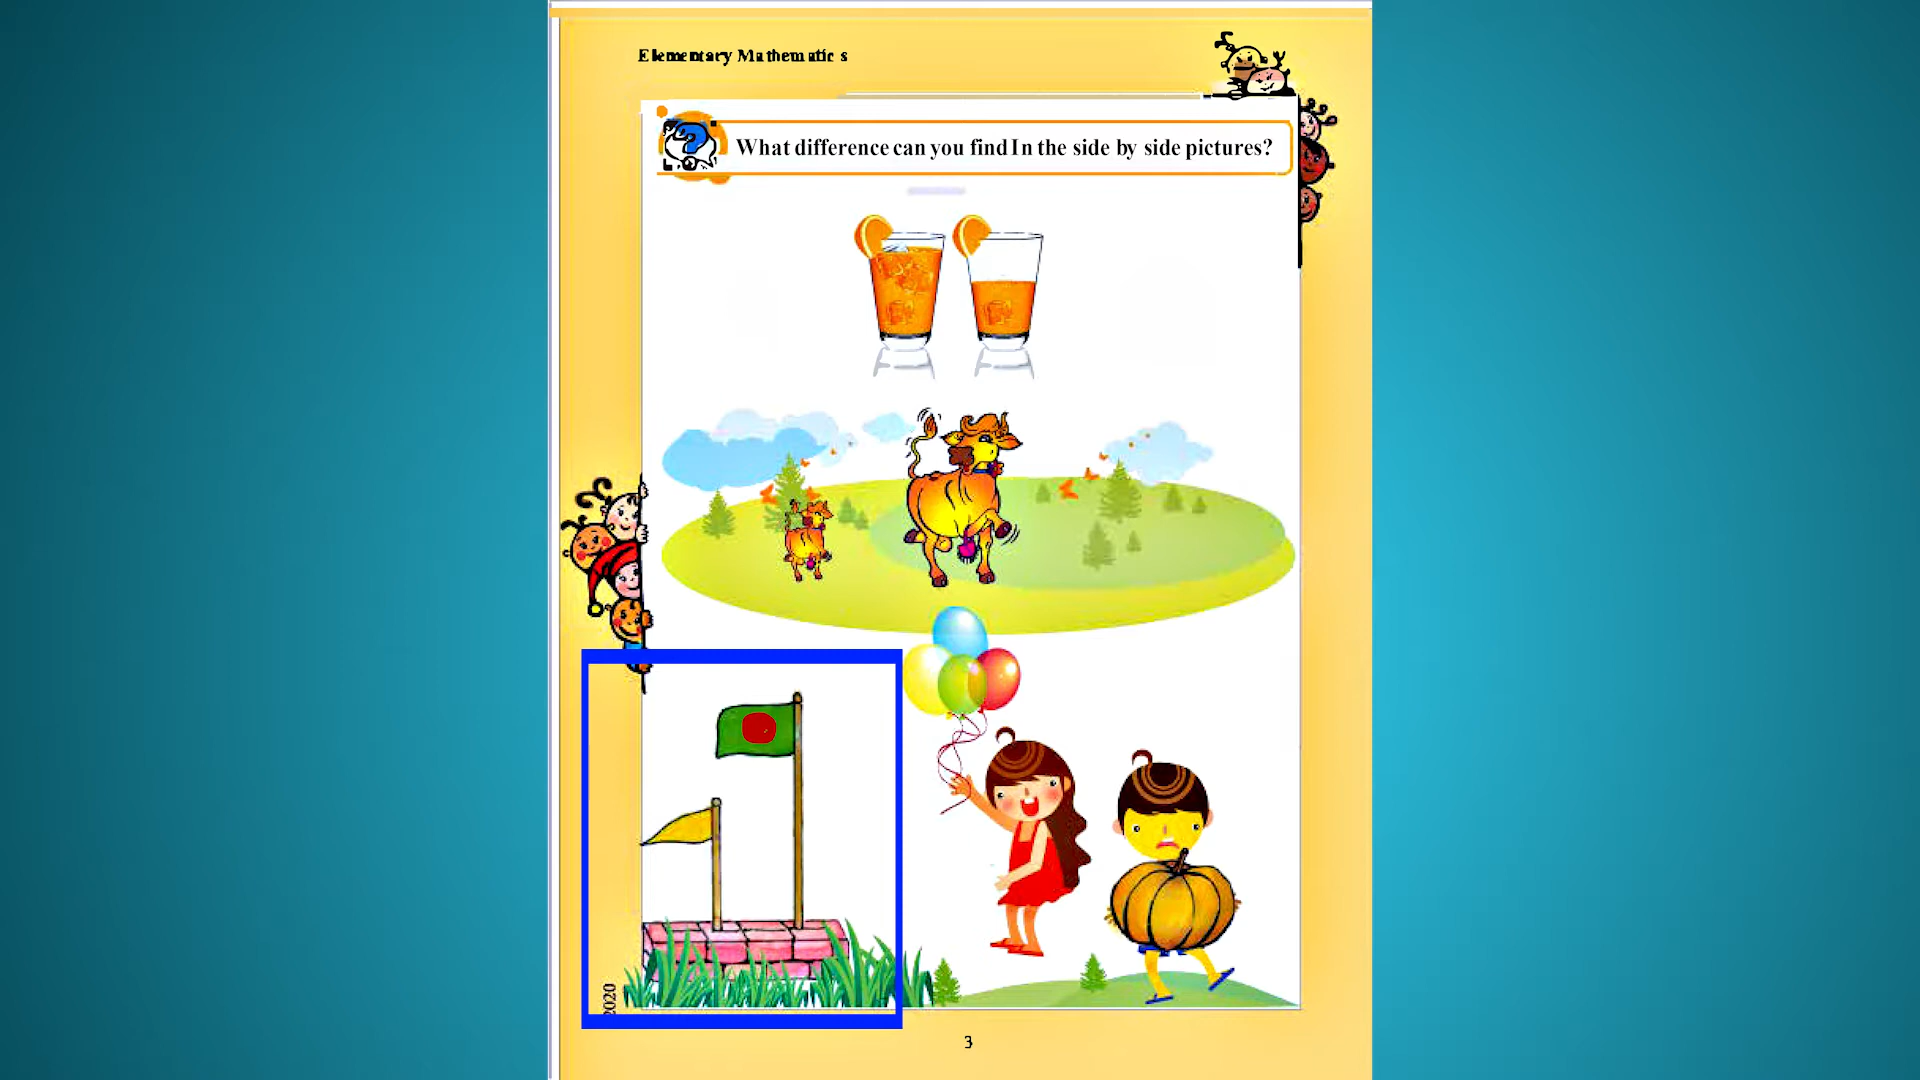 Elementary Mathematics
What difference can you find In the side by side pictures?
2020
3